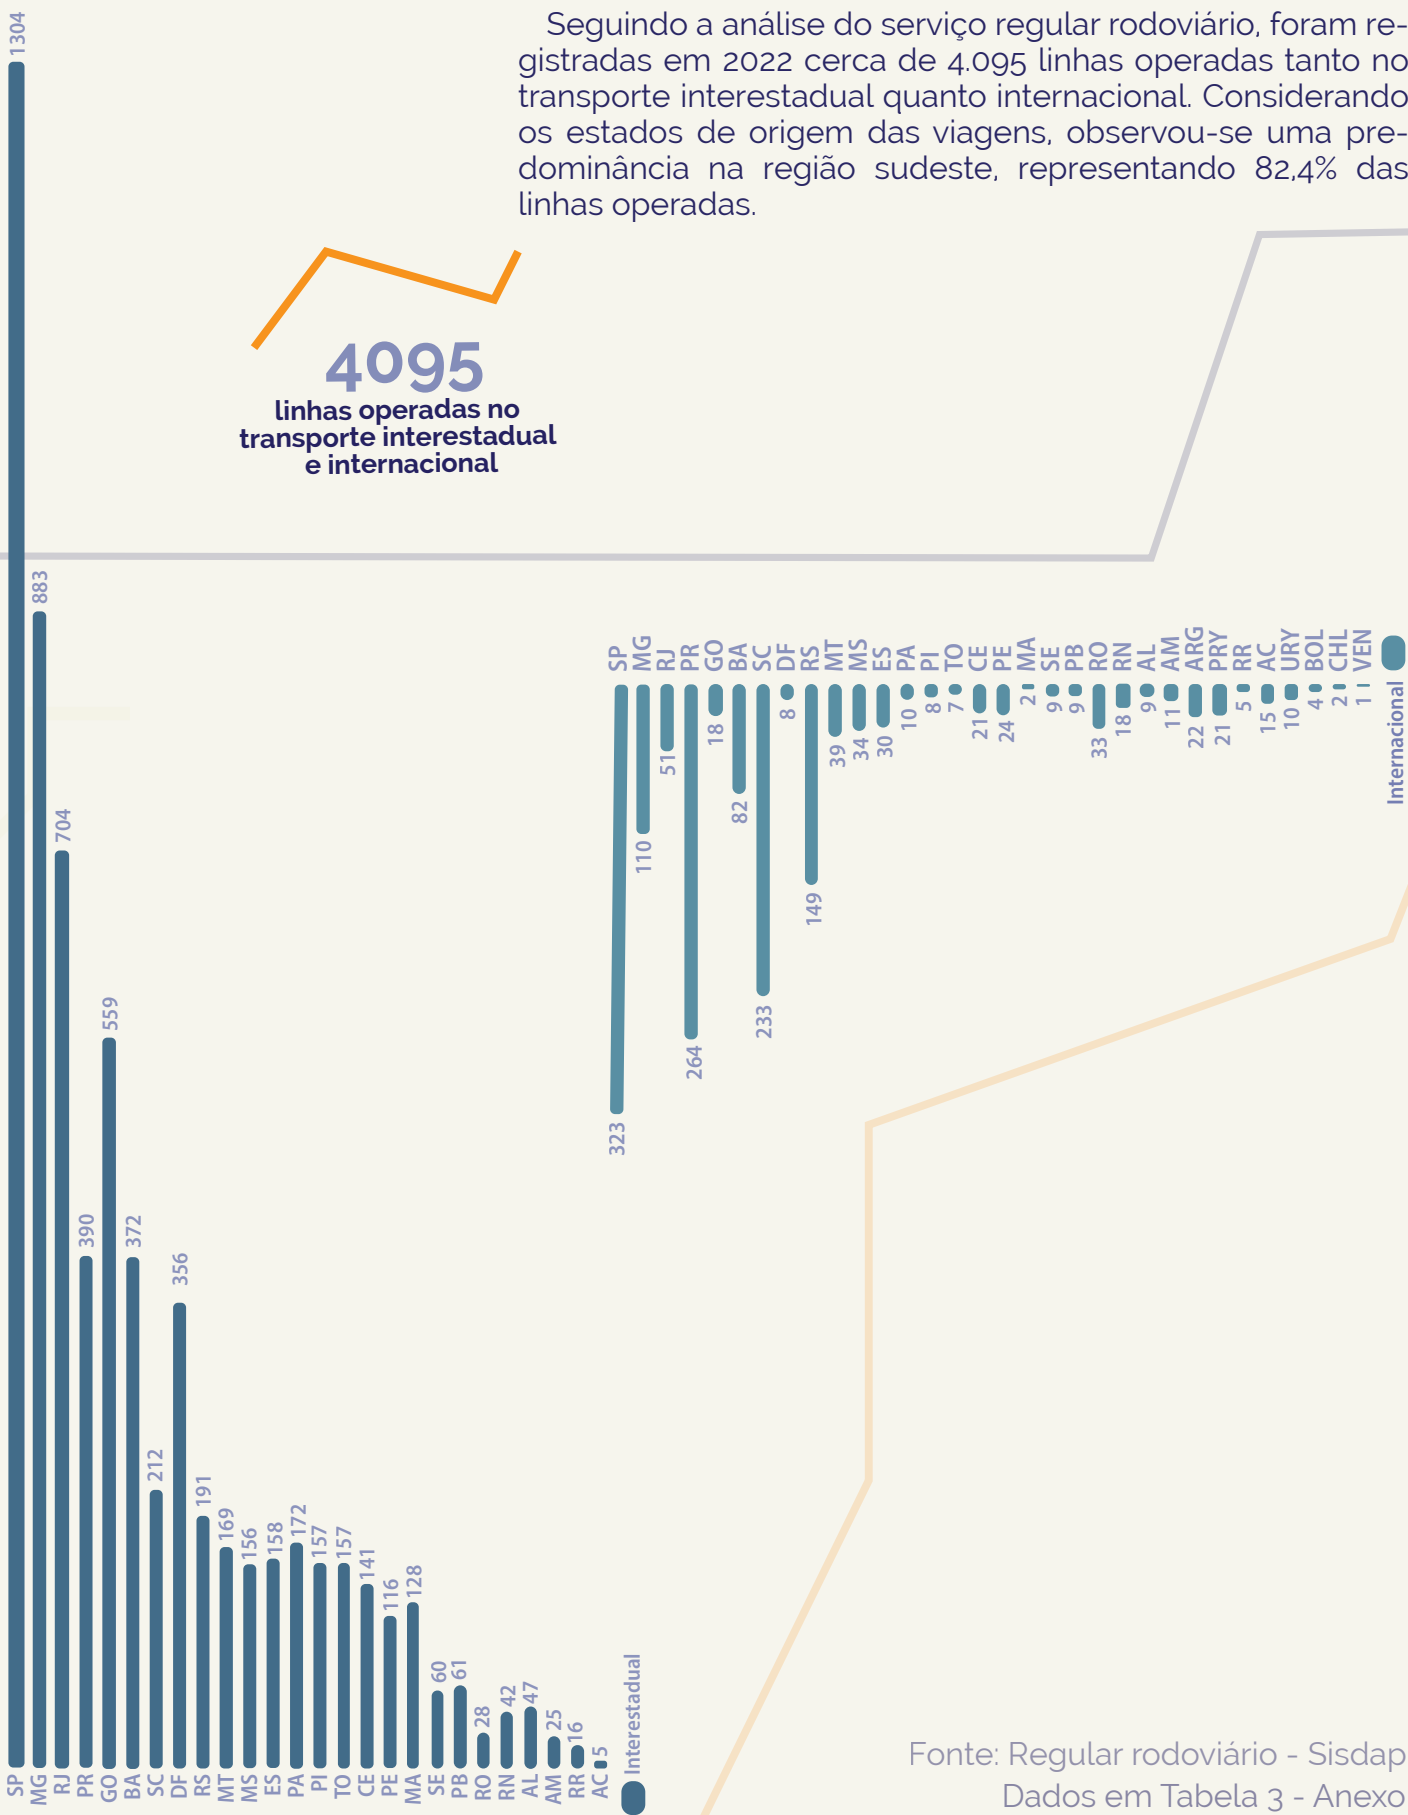 Seguindo a análise do serviço regular rodoviário, foram re-
gistradas em 2022 cerca de 4.095 linhas operadas tanto no
transporte interestadual quanto internacional. Considerando
os estados de origem das viagens, observou-se uma pre-
dominância na região sudeste, representando 82,4% das
linhas operadas.
4095
linhas operadas no
transporte interestadual
e internacional
1304
883
704
390
559
372
212
356
191
169
156
158
172
157
157
141
116
128
60
61
28
42
47
25
16
5
SP
MG
RJ
PR
GO
BA
SC
DF
RS
MT
MS
ES
PA
PI
TO
CE
PE
MA
SE
PB
RO
RN
AL
AM
RR
AC
Interestadual
SP
MG
RJ
PR
GO
BA
SC
DF
RS
MT
MS
ES
PA
PI
TO
CE
PE
MA
SE
PB
RO
RN
AL
AM
ARG
PRY
RR
AC
URY
BOL
CHL
VEN
323
110
51
264
18
82
233
8
149
39
34
30
10
8
7
21
24
2
9
9
33
18
9
11
22
21
5
15
10
4
2
1
Internacional
Fonte: Regular rodoviário - Sisdap
Dados em Tabela 3 - Anexo